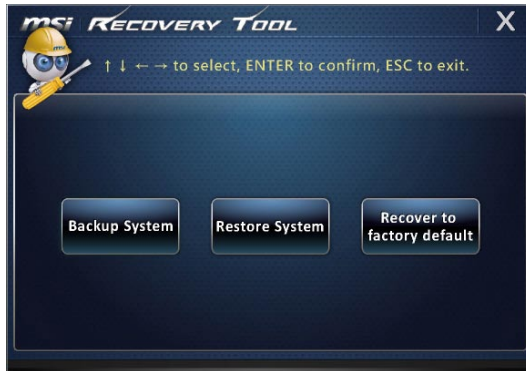 msi RECOVERY TOOL X
↑ ↓ ← → to select, ENTER to confirm, ESC to exit.
msi
Backup System
Restore System
Recover to
factory default